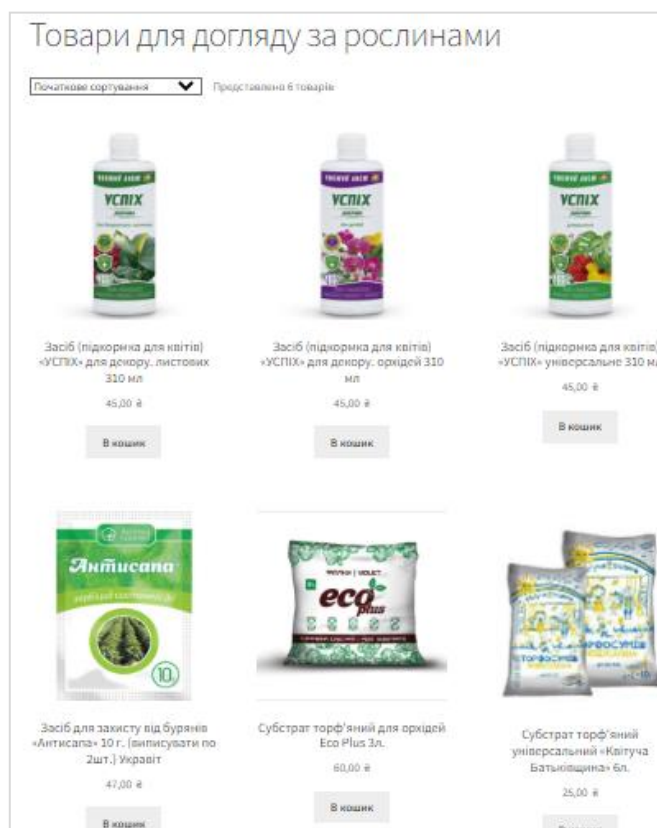 Товари для догляду за рослинами
Початкове сортування
Представлено 6 товарів
УСПІХ
УСПІХ
УСПІХ
Засіб (підкормка для квітів)
«УСПІХ» для декору. листових
310 мл
45,00 ₴
В кошик
Засіб (підкормка для квітів)
«УСПІХ» для декору. орхідей 310
мл
45,00 ₴
В кошик
Засіб (підкормка для квітів)
«УСПІХ» універсальне 310 мл
45,00 ₴
В кошик
Антисапа
10
eco
plus
Засіб для захисту від бурянів
«Антисапа» 10 г. (виписувати по
2шт.) Укравіт
47,00 ₴
В кошик
Субстрат торф'яний для орхідей
Eco Plus 3л.
60,00 ₴
В кошик
Субстрат торф'яний
універсальний «Квітуча
Батьківщина» 6л.
25,00 ₴